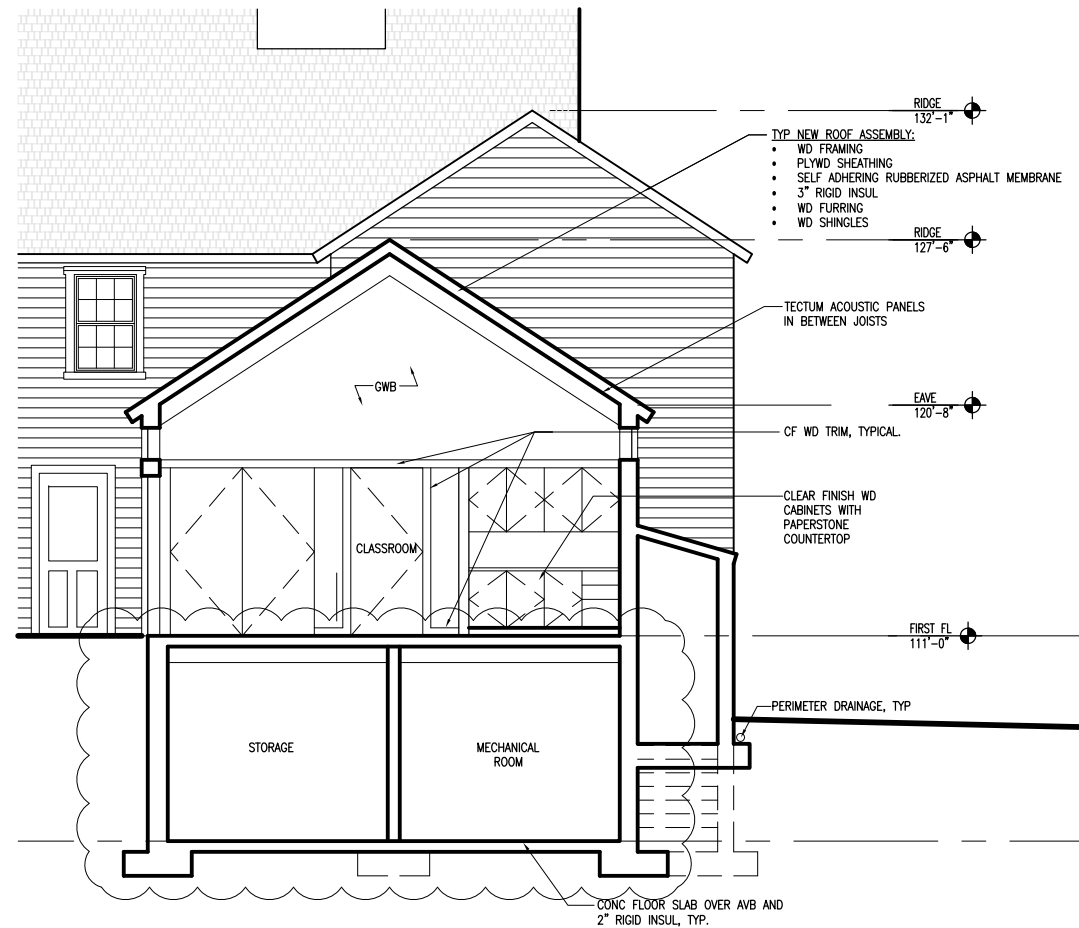 RIDGE
132'-1"
TYP NEW ROOF ASSEMBLY:
• WD FRAMING
• PLYWD SHEATHING
• SELF ADHERING RUBBERIZED ASPHALT MEMBRANE
• 3" RIGID INSUL
• WD FURRING
• WD SHINGLES
RIDGE
127'-6"
TECTUM ACOUSTIC PANELS
IN BETWEEN JOISTS
GWB
EAVE
120'-8"
CF WD TRIM, TYPICAL.
CLEAR FINISH WD
CABINETS WITH
PAPERSTONE
COUNTERTOP
CLASSROOM
FIRST FL
111'-0"
PERIMETER DRAINAGE, TYP
STORAGE
MECHANICAL
ROOM
CONC FLOOR SLAB OVER AVB AND
2" RIGID INSUL, TYP.